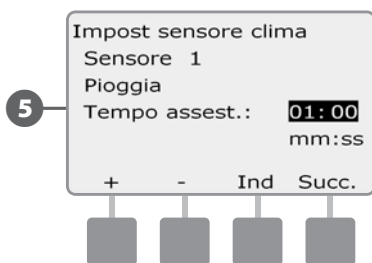 Impost sensore clima
Sensore 1
Pioggia
5
Tempo assest.: 01:00
mm:ss
+ - Ind Succ.